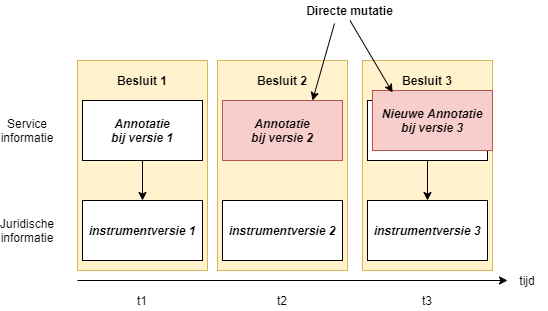 Directe mutatie
Besluit 1
Besluit 2
Besluit 3
Service
informatie
Annotatie
bij versie 1
Annotatie
bij versie 2
Nieuwe Annotatie
bij versie 3
Juridische
informatie
instrumentversie 1
instrumentversie 2
instrumentversie 3
tijd
t1
t2
t3